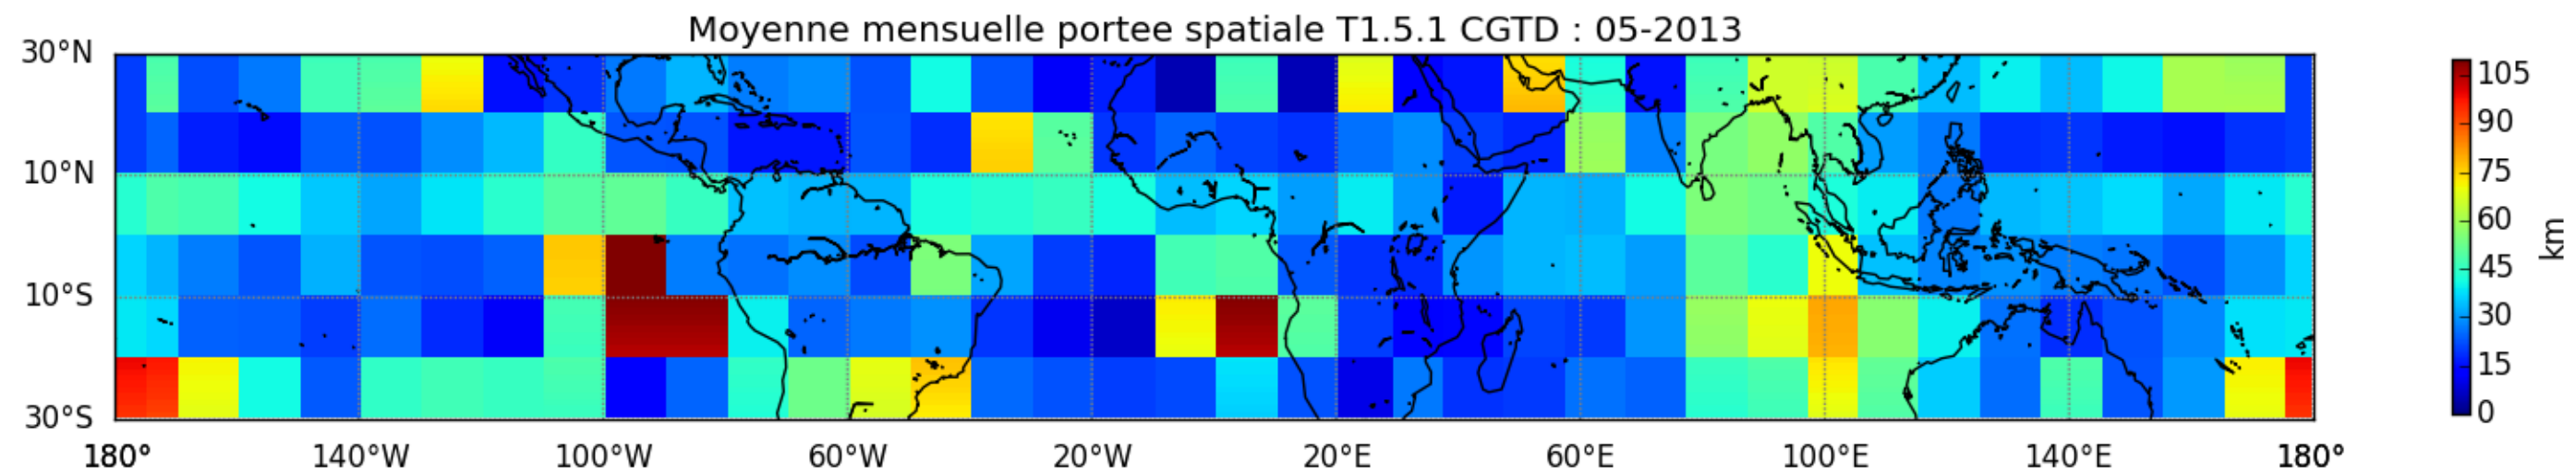 Moyenne mensuelle portee spatiale T1.5.1 CGTD : 05-2013
30°N
10°N
10°S
30°S
180° 140°W 100°W 60°W 20°W 20°E 60°E 100°E 140°E 180°
105
90
75
60
45
30
15
0
km